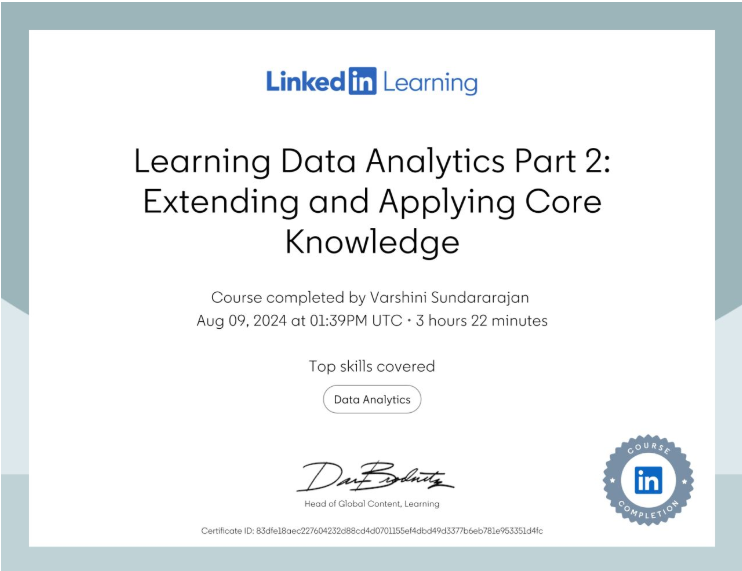 Linked in Learning
Learning Data Analytics Part 2:
Extending and Applying Core
Knowledge
Course completed by Varshini Sundararajan
Aug 09, 2024 at 01:39PM UTC • 3 hours 22 minutes
Top skills covered
Data Analytics
Head of Global Content, Learning
Certificate ID: 83dfe18aec227604232d88cd4d0701155ef4dbd49d3377b6eb781e953351d4fc
COURSE
in
COMPLETION